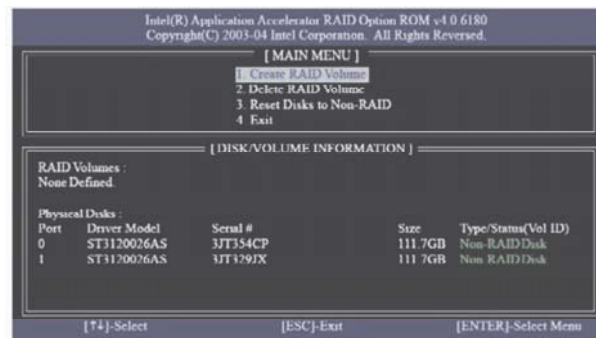 Intel(R) Application Accelerator RAID Option ROM v4.0.6180
Copyright(C) 2003-04 Intel Corporation. All Rights Reversed.
[ MAIN MENU ]
1. Create RAID Volume
2. Delete RAID Volume
3. Reset Disks to Non-RAID
4. Exit
[ DISK/VOLUME INFORMATION ]
RAID Volumes :
None Defined.
Physical Disks :
Port Driver Model Serial # Size Type/Status(Vol ID)
0 ST3120026AS 3JT354CP 111.7GB Non-RAID Disk
1 ST3120026AS 3JT329JX 111.7GB Non-RAID Disk
[↑↓]-Select [ESC]-Exit [ENTER]-Select Menu